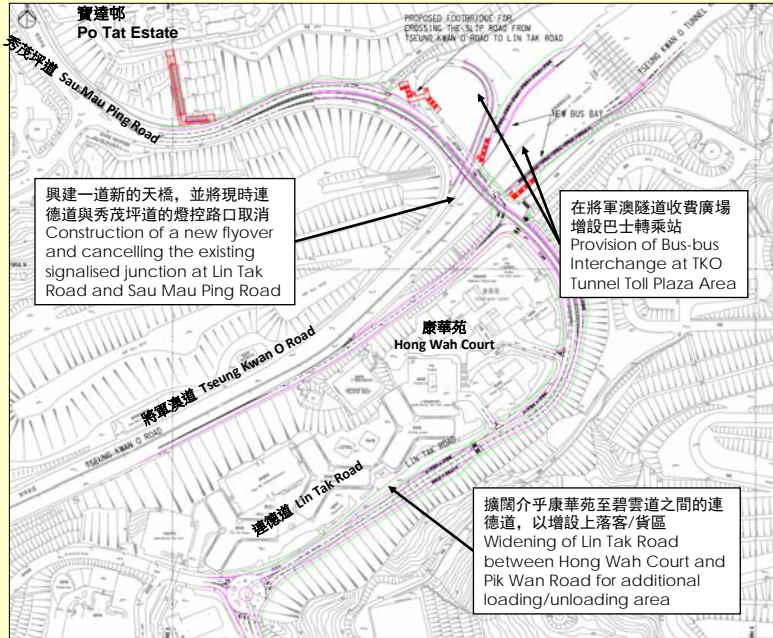 寶達邨
Po Tat Estate
PROPOSED FOOTBRIDGE FOR
CROSSING THE SLIP ROAD FROM
TSEUNG KWAN O ROAD TO LIN TAK ROAD
秀茂坪道 Sau Mau Ping Road
TSEUNG KWAN O TUNNEL
NEW BUS BAY
興建一道新的天橋，並將現時連
德道與秀茂坪道的燈控路口取消
Construction of a new flyover
and cancelling the existing
signalised junction at Lin Tak
Road and Sau Mau Ping Road
在將軍澳隧道收費廣場
增設巴士轉乘站
Provision of Bus-bus
Interchange at TKO
Tunnel Toll Plaza Area
康華苑
Hong Wah Court
將軍澳道 Tseung Kwan O Road
TSEUNG KWAN O ROAD
LIN TAK ROAD
連德道 Lin Tak Road
擴闊介乎康華苑至碧雲道之間的連
德道，以增設上落客/貨區
Widening of Lin Tak Road
between Hong Wah Court and
Pik Wan Road for additional
loading/unloading area